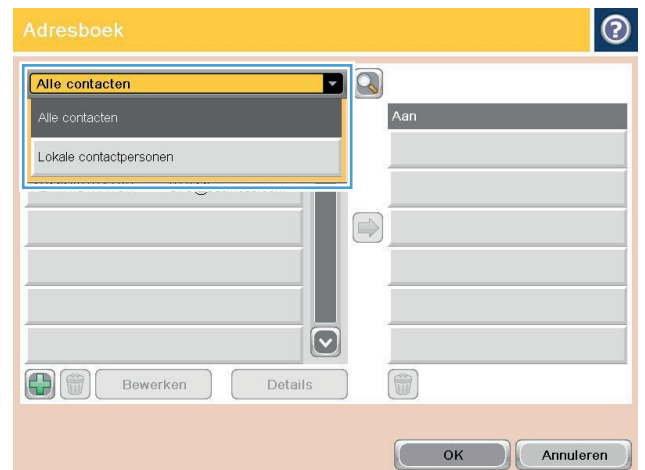 Adresboek
?
Alle contacten
Alle contacten
Lokale contactpersonen
Aan
Bewerken
Details
OK
Annuleren